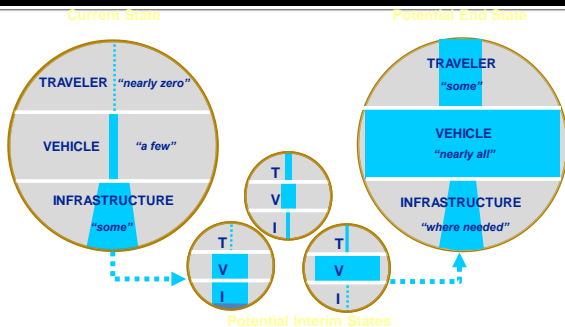 Current State
Potential End State
TRAVELER "nearly zero"
VEHICLE "a few"
INFRASTRUCTURE
"some"
TRAVELER
"some"
VEHICLE
"nearly all"
INFRASTRUCTURE
"where needed"
T
V
I
T
V
I
T
V
I
Potential Interim States